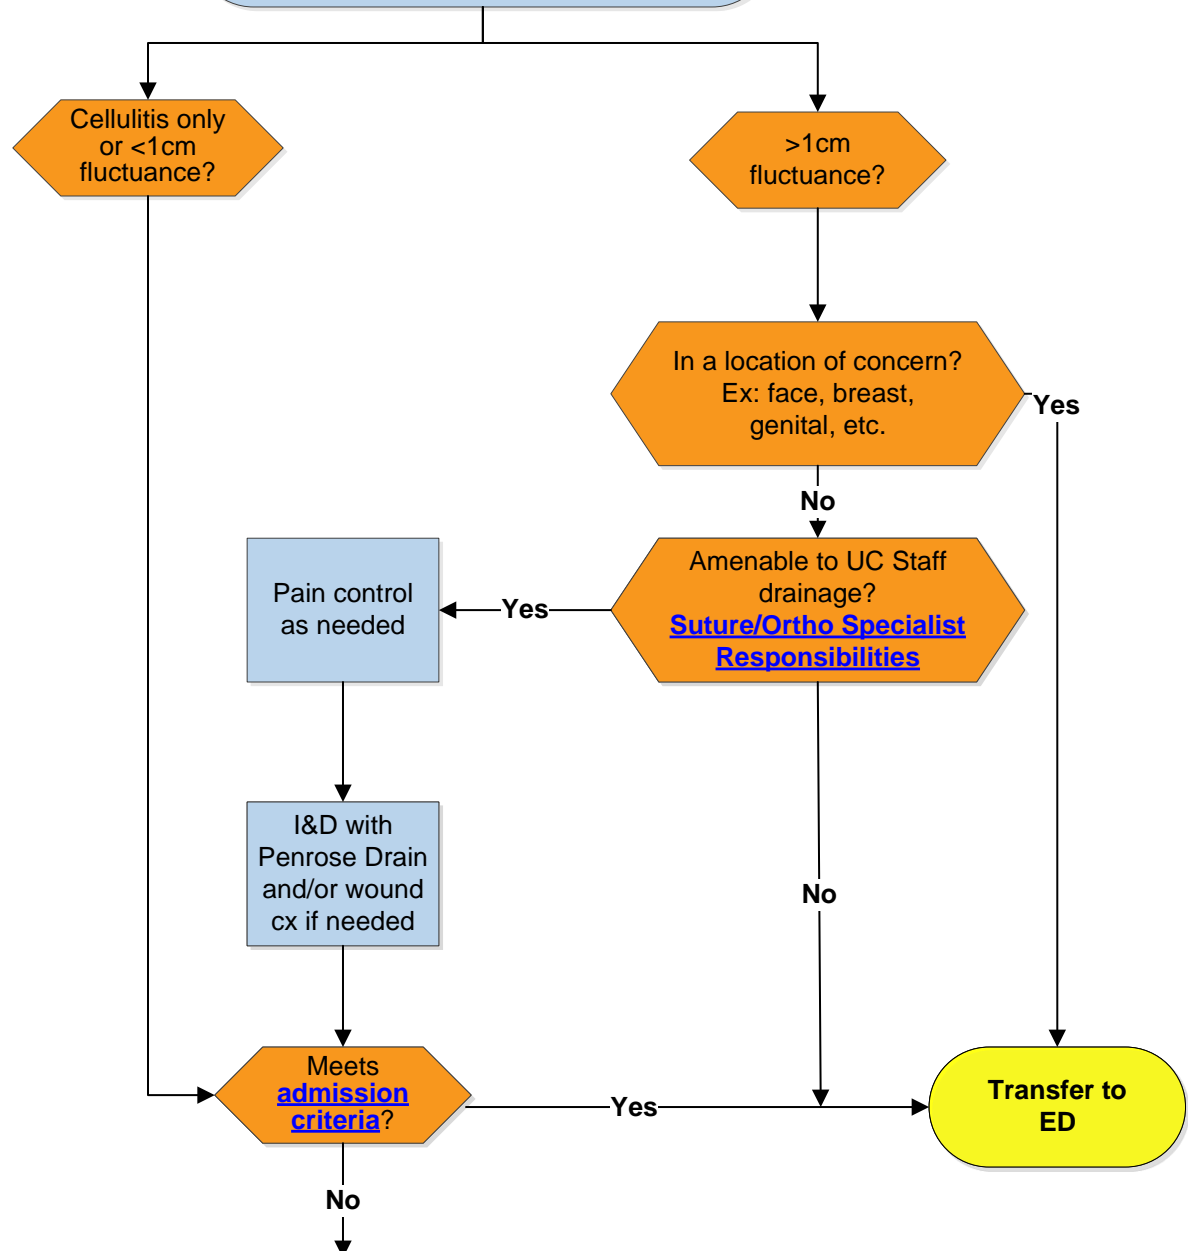 Cellulitis only
or <1cm
fluctuance?
>1cm
fluctuance?
In a location of concern?
Ex: face, breast,
genital, etc.
Yes
No
Amenable to UC Staff
drainage?
Suture/Ortho Specialist
Responsibilities
Yes
Pain control
as needed
I&D with
Penrose Drain
and/or wound
cx if needed
No
Meets
admission
criteria?
Yes
Transfer to
ED
No